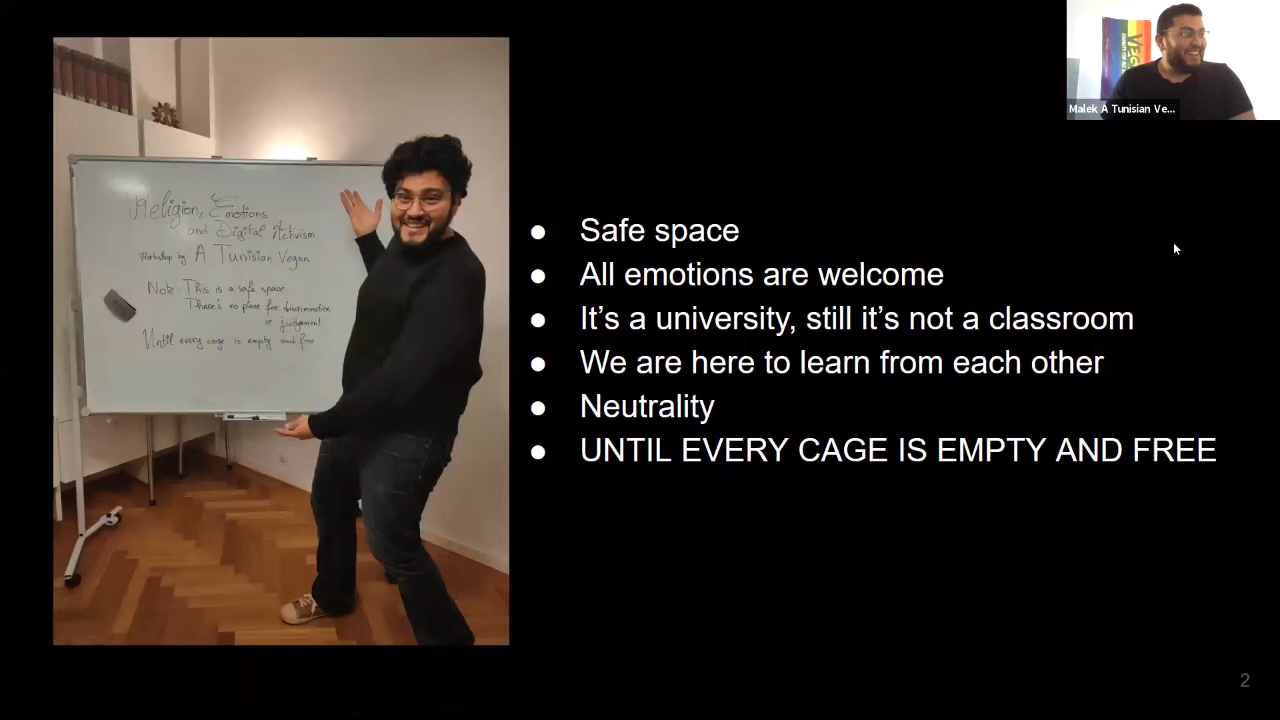 Religion, Emotions
and Digital Activism
Workshop by A Tunisian Vegan
Note: This is a safe space
There's no place for discrimination
or judgement
Until every cage is empty and free
● Safe space
● All emotions are welcome
● It’s a university, still it’s not a classroom
● We are here to learn from each other
● Neutrality
● UNTIL EVERY CAGE IS EMPTY AND FREE
Malek A Tunisian Ve...
2